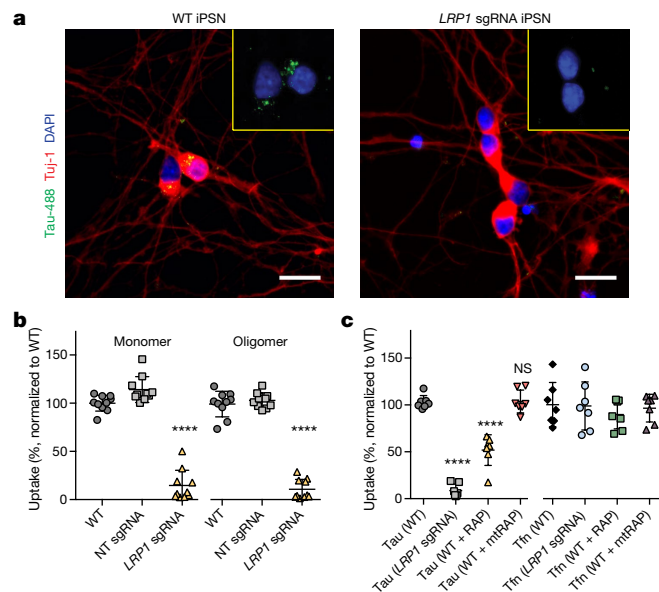 a
WT iPSN
LRP1 sgRNA iPSN
Tau-488 Tuj-1 DAPI
b
Uptake (%, normalized to WT)
150
100
50
0
Monomer
Oligomer
****
****
WT
NT sgRNA
LRP1 sgRNA
WT
NT sgRNA
LRP1 sgRNA
c
Uptake (%, normalized to WT)
150
100
50
0
****
****
NS
Tau (WT)
Tau (LRP1 sgRNA)
Tau (WT + RAP)
Tau (WT + mtRAP)
Tfn (WT)
Tfn (LRP1 sgRNA)
Tfn (WT + RAP)
Tfn (WT + mtRAP)